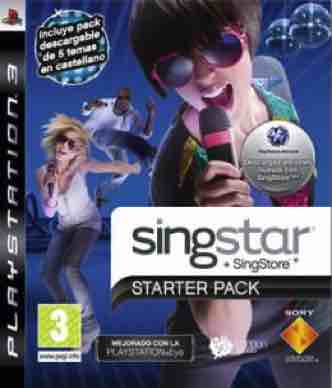 PLAYSTATION 3
Incluye pack
descargable
de 5 temas
en castellano
singstar
+ SingStore
STARTER PACK
3
www.pegi.info
MEJORADO CON LA
PLAYSTATION eye
SONY